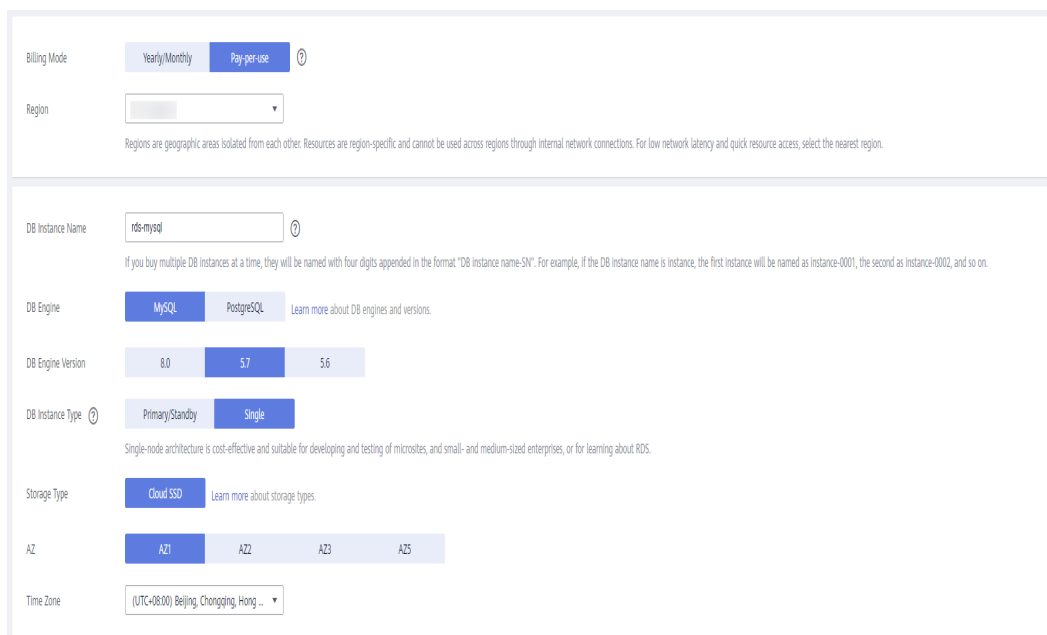 Billing Mode Yearly/Monthly Pay-per-use ?
Region
Regions are geographic areas isolated from each other. Resources are region-specific and cannot be used across regions through internal network connections. For low network latency and quick resource access, select the nearest region.
DB Instance Name rds-mysql ?
If you buy multiple DB instances at a time, they will be named with four digits appended in the format "DB instance name-SN". For example, if the DB instance name is instance, the first instance will be named as instance-0001, the second as instance-0002, and so on.
DB Engine MySQL PostgreSQL Learn more about DB engines and versions.
DB Engine Version 8.0 5.7 5.6
DB Instance Type ? Primary/Standby Single
Single-node architecture is cost-effective and suitable for developing and testing of microsites, and small- and medium-sized enterprises, or for learning about RDS.
Storage Type Cloud SSD Learn more about storage types.
AZ AZ1 AZ2 AZ3 AZ5
Time Zone (UTC+08:00) Beijing, Chongqing, Hong ...